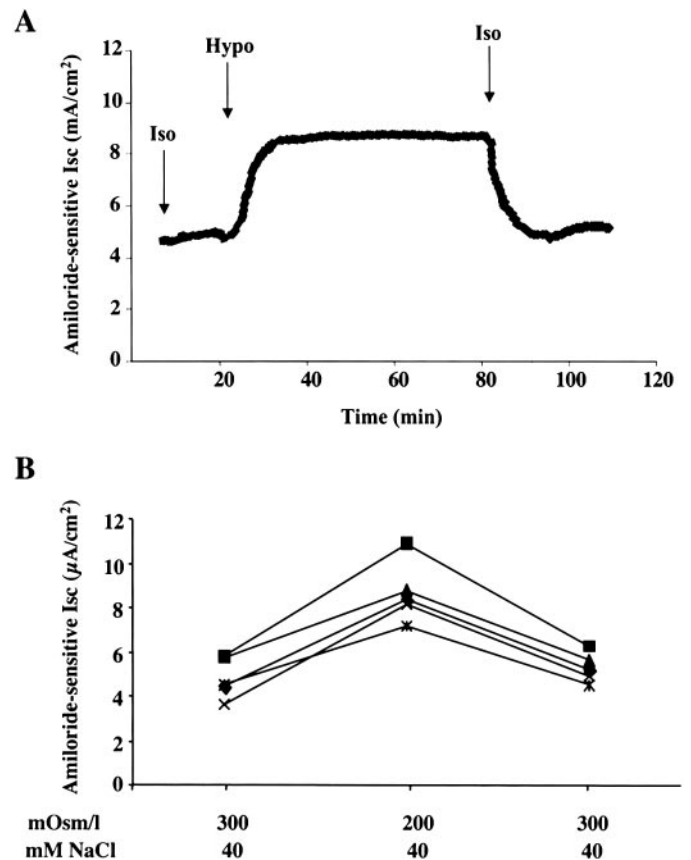 A
Iso
Hypo
Iso
Amiloride-sensitive Isc (mA/cm²)
12
10
8
6
4
2
0
20
40
60
80
100
120
Time (min)
B
Amiloride-sensitive Isc (µA/cm²)
12
10
8
6
4
2
0
mOsm/l 300 200 300
mM NaCl 40 40 40